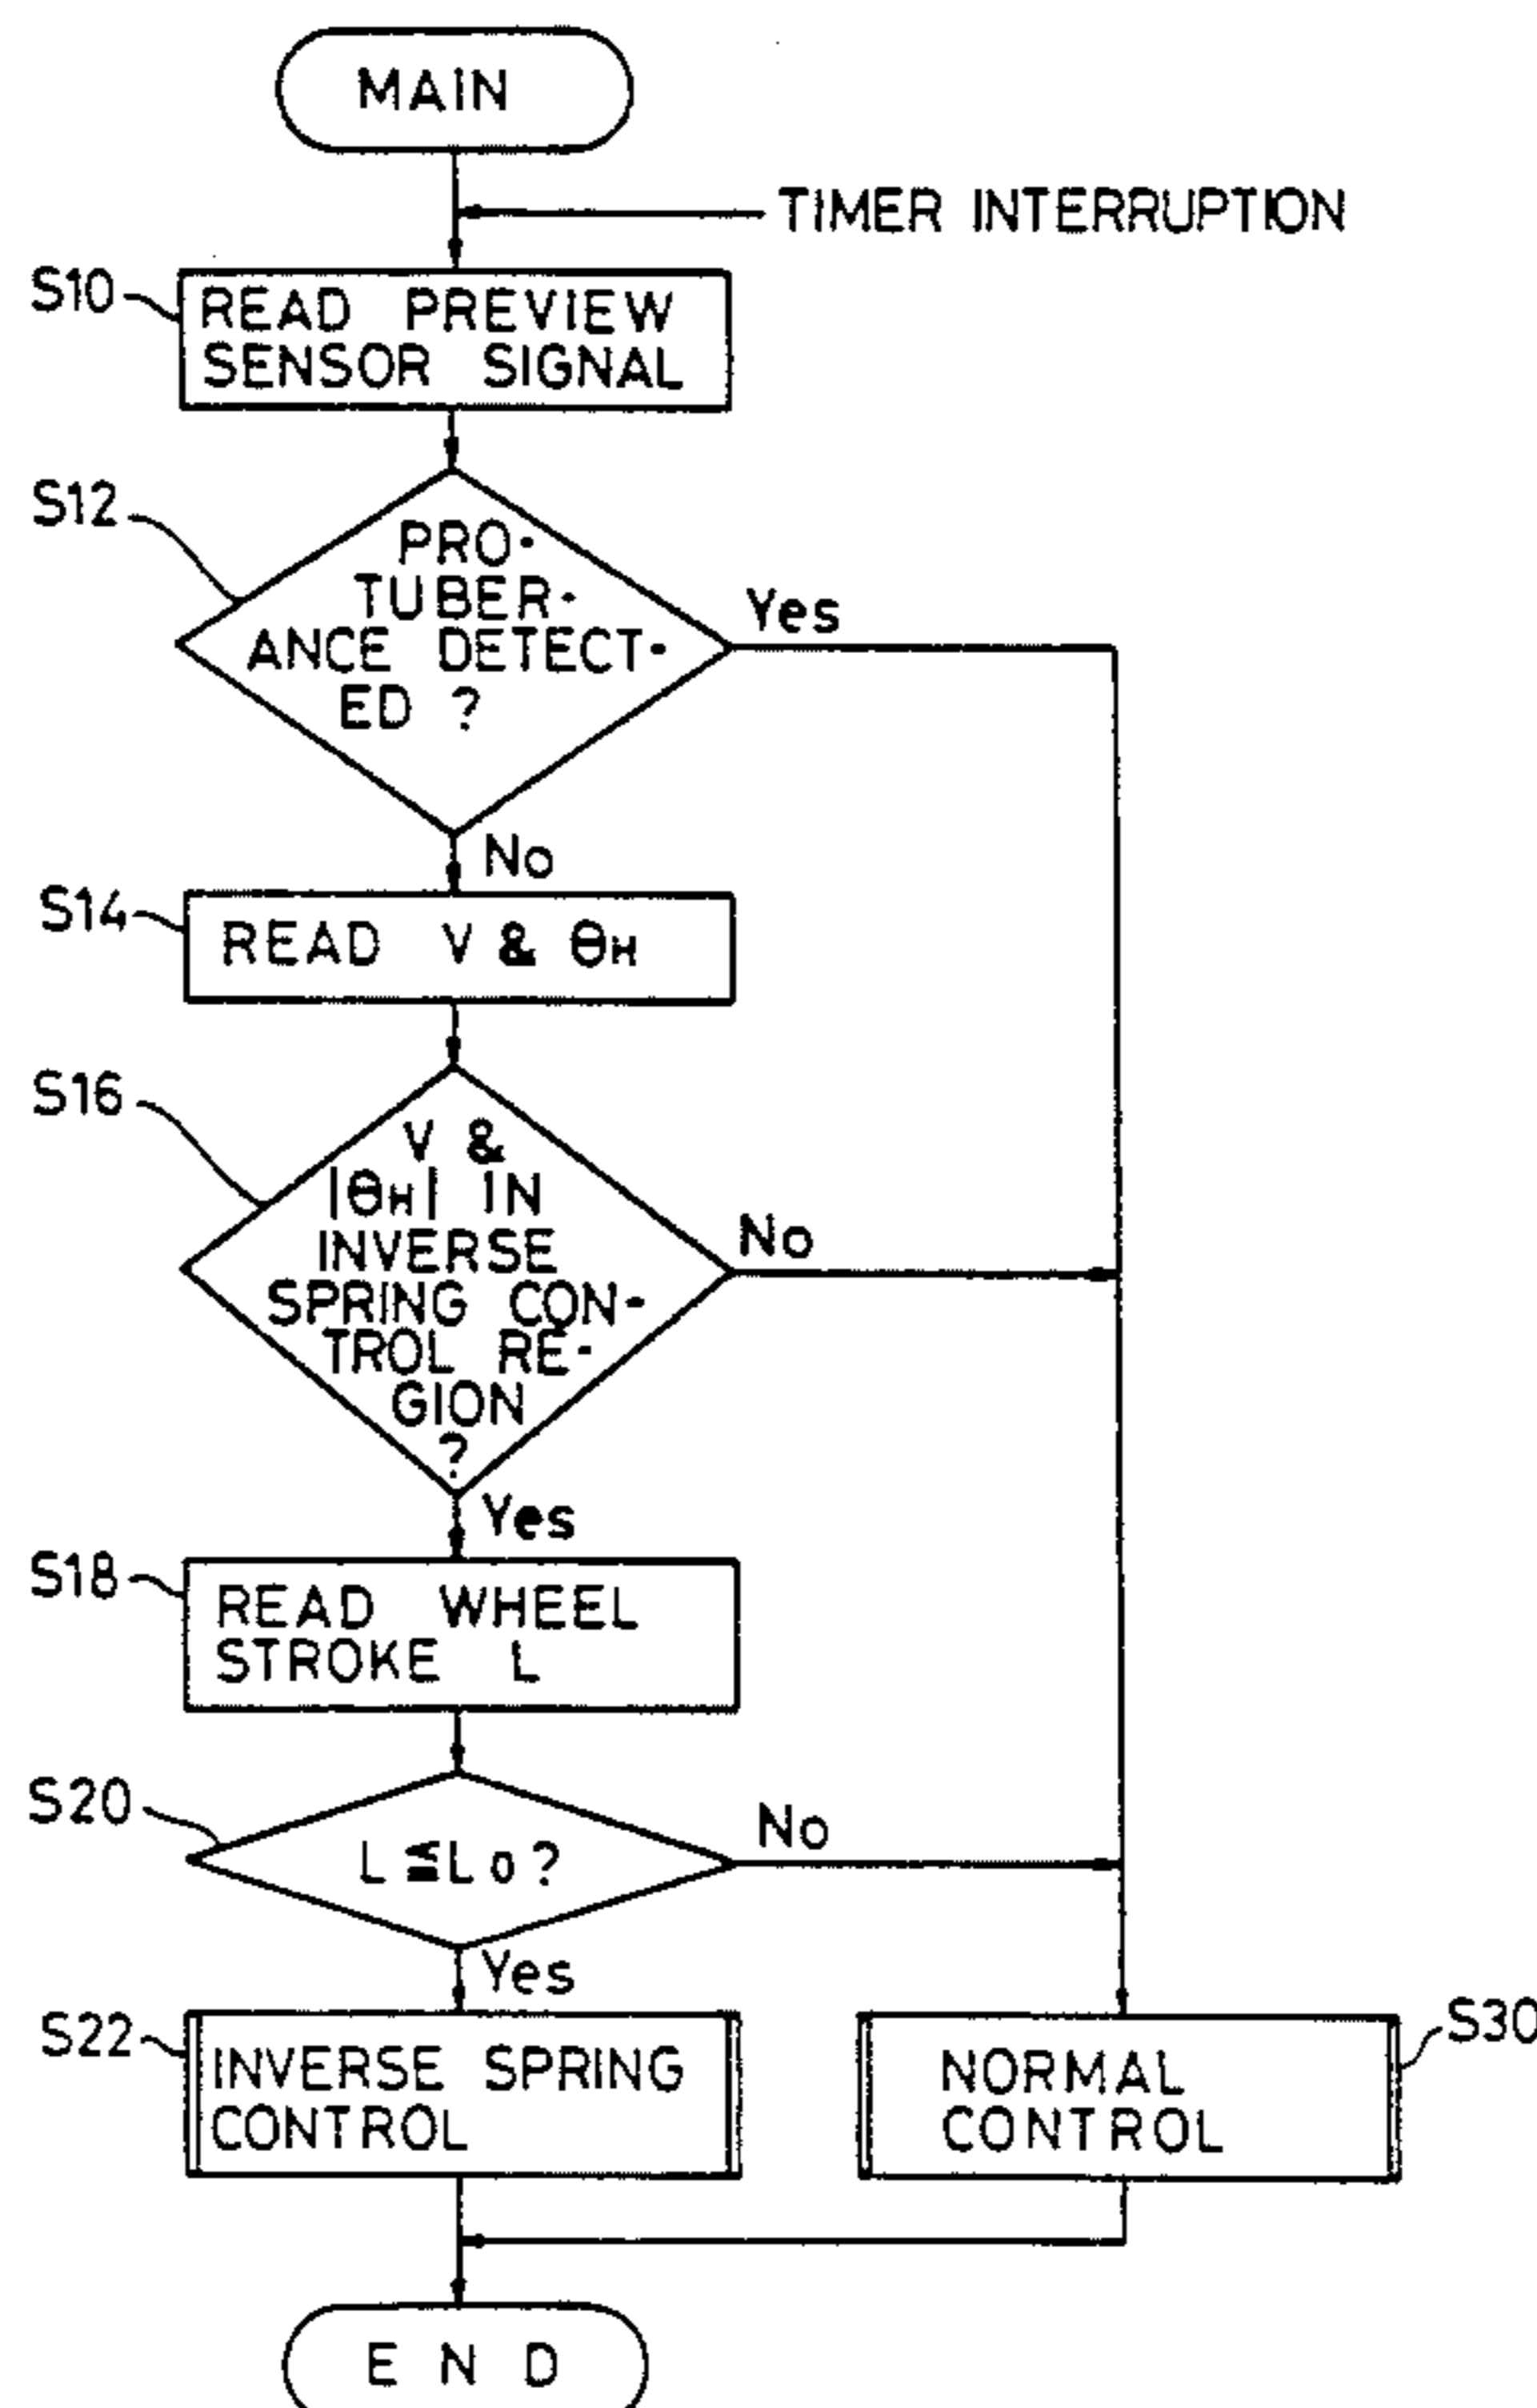 MAIN
TIMER INTERRUPTION
S10
READ PREVIEW
SENSOR SIGNAL
S12
PRO-
TUBER-
ANCE DETECT-
ED ?
Yes
No
S14
READ V & θH
S16
V &
|θH| IN
INVERSE
SPRING CON-
TROL RE-
GION
?
No
Yes
S18
READ WHEEL
STROKE L
S20
L ≦ Lo ?
No
Yes
S22
INVERSE SPRING
CONTROL
S30
NORMAL
CONTROL
END